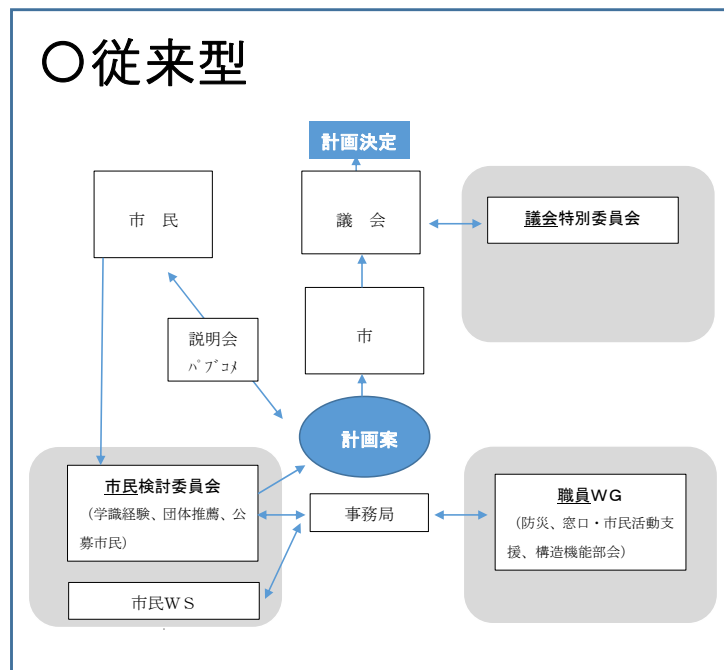 〇従来型
計画決定
市　民
議　会
議会特別委員会
説明会
ﾊﾟﾌﾞｺﾒ
市
計画案
市民検討委員会
（学識経験、団体推薦、公
募市民）
事務局
職員ＷＧ
（防災、窓口・市民活動支
援、構造機能部会）
市民ＷＳ